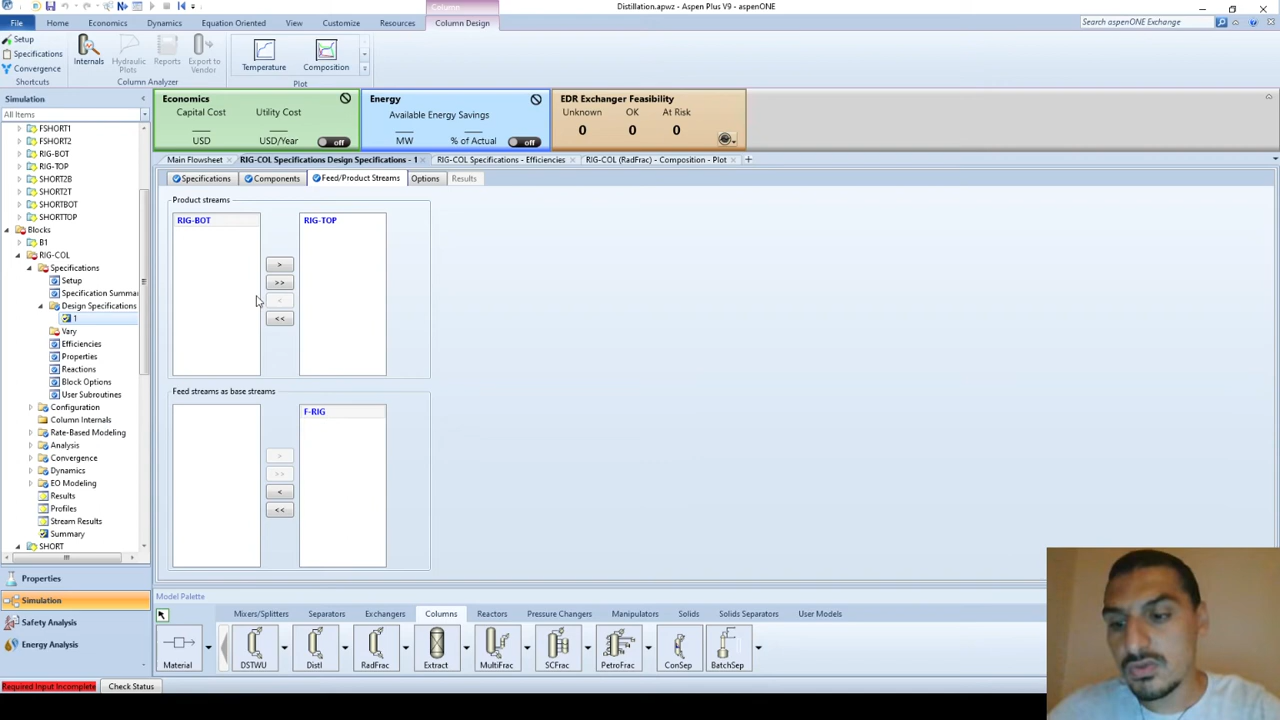 Column
Distillation.apwz - Aspen Plus V9 - aspenONE
File Home Economics Dynamics Equation Oriented View Customize Resources Column Design
Search aspenONE Exchange
Setup
Specifications
Convergence
Shortcuts
Internals
Hydraulic Plots
Reports
Export to Vendor
Column Analyzer
Temperature
Composition
Plot
Simulation
All Items
FSHORT1
FSHORT2
RIG-BOT
RIG-TOP
SHORT2B
SHORT2T
SHORTBOT
SHORTTOP
Blocks
B1
RIG-COL
Specifications
Setup
Specification Summa
Design Specifications
1
Vary
Efficiencies
Properties
Reactions
Block Options
User Subroutines
Configuration
Column Internals
Rate-Based Modeling
Analysis
Convergence
Dynamics
EO Modeling
Results
Profiles
Stream Results
Summary
SHORT
Properties
Simulation
Safety Analysis
Energy Analysis
Economics
Capital Cost Utility Cost
USD USD/Year
off
Energy
Available Energy Savings
MW % of Actual
off
EDR Exchanger Feasibility
Unknown OK At Risk
0 0 0
Main Flowsheet RIG-COL Specifications Design Specifications - 1 RIG-COL Specifications - Efficiencies RIG-COL (RadFrac) - Composition - Plot +
Specifications Components Feed/Product Streams Options Results
Product streams
RIG-BOT RIG-TOP
>
>>
<
<<
Feed streams as base streams
F-RIG
>
>>
<
<<
Model Palette
Mixers/Splitters Separators Exchangers Columns Reactors Pressure Changers Manipulators Solids Solids Separators User Models
Material DSTWU Distl RadFrac Extract MultiFrac SCFrac PetroFrac ConSep BatchSep
Required Input Incomplete Check Status